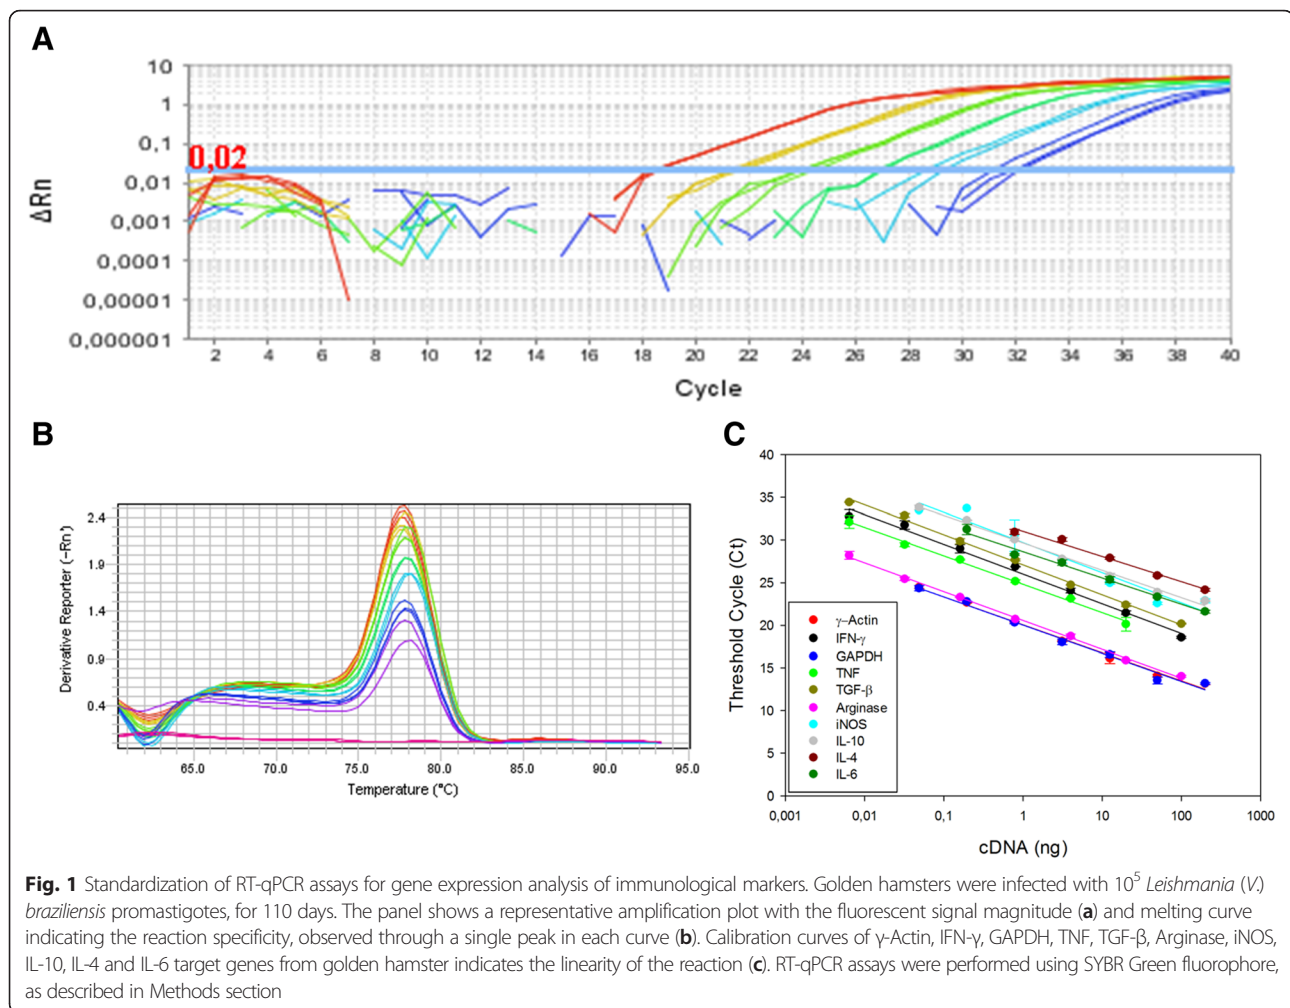 A
10
1
0,1
0,02
0,01
0,001
0,0001
0,00001
0,000001
ΔRn
2 4 6 8 10 12 14 16 18 20 22 24 26 28 30 32 34 36 38 40
Cycle
B
2.4
1.9
1.4
0.9
0.4
Derivative Reporter (–Rn')
65.0 70.0 75.0 80.0 85.0 90.0 95.0
Temperature (°C)
C
40
35
30
25
20
15
10
5
0
Threshold Cycle (Ct)
γ–Actin
IFN-γ
GAPDH
TNF
TGF-β
Arginase
iNOS
IL-10
IL-4
IL-6
0,001 0,01 0,1 1 10 100 1000
cDNA (ng)
Fig. 1 Standardization of RT-qPCR assays for gene expression analysis of immunological markers. Golden hamsters were infected with 10⁵ Leishmania (V.)
braziliensis promastigotes, for 110 days. The panel shows a representative amplification plot with the fluorescent signal magnitude (a) and melting curve
indicating the reaction specificity, observed through a single peak in each curve (b). Calibration curves of γ-Actin, IFN-γ, GAPDH, TNF, TGF-β, Arginase, iNOS,
IL-10, IL-4 and IL-6 target genes from golden hamster indicates the linearity of the reaction (c). RT-qPCR assays were performed using SYBR Green fluorophore,
as described in Methods section